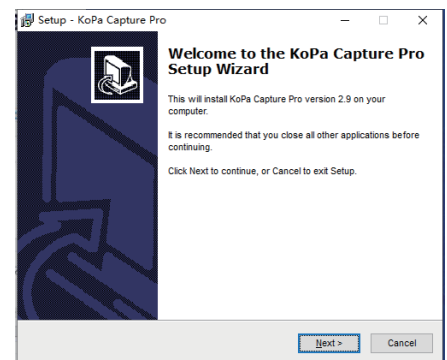 Setup - KoPa Capture Pro
Welcome to the KoPa Capture Pro
Setup Wizard
This will install KoPa Capture Pro version 2.9 on your
computer.
It is recommended that you close all other applications before
continuing.
Click Next to continue, or Cancel to exit Setup.
Next >
Cancel